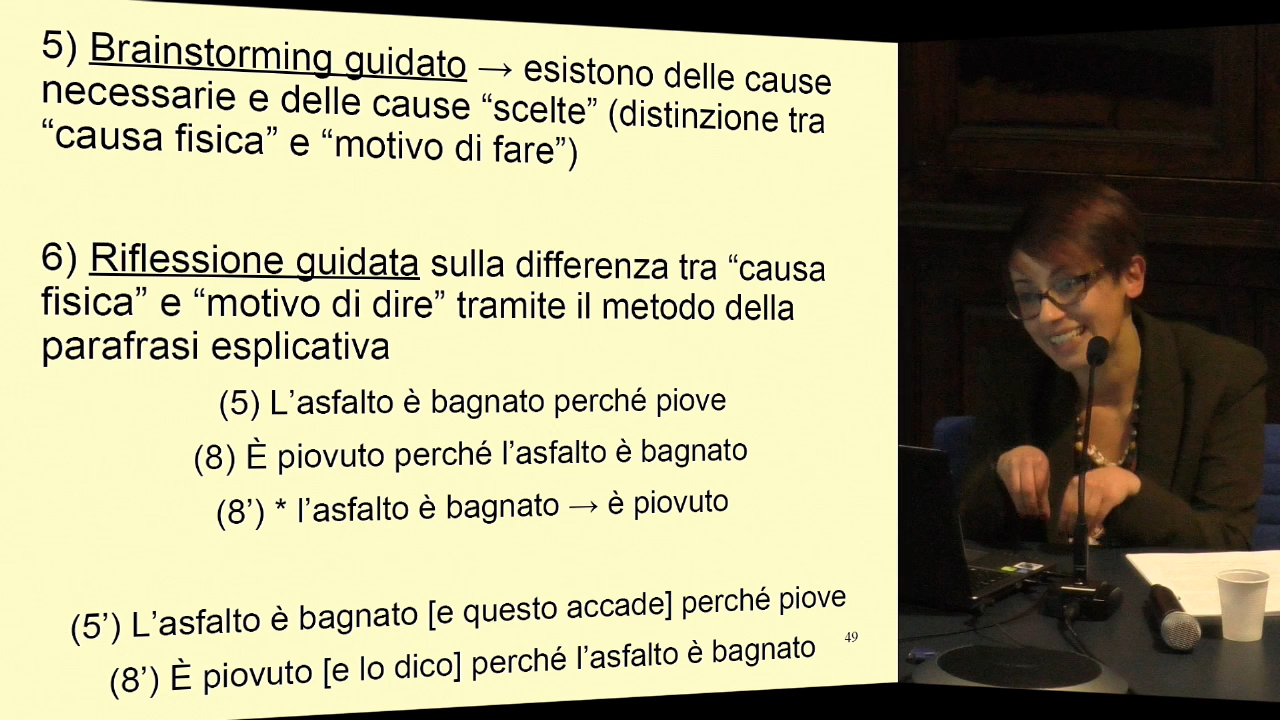 5) Brainstorming guidato → esistono delle cause
necessarie e delle cause “scelte” (distinzione tra
“causa fisica” e “motivo di fare”)
6) Riflessione guidata sulla differenza tra “causa
fisica” e “motivo di dire” tramite il metodo della
parafrasi esplicativa
(5) L’asfalto è bagnato perché piove
(8) È piovuto perché l’asfalto è bagnato
(8’) * l’asfalto è bagnato → è piovuto
(5’) L’asfalto è bagnato [e questo accade] perché piove
(8’) È piovuto [e lo dico] perché l’asfalto è bagnato
49